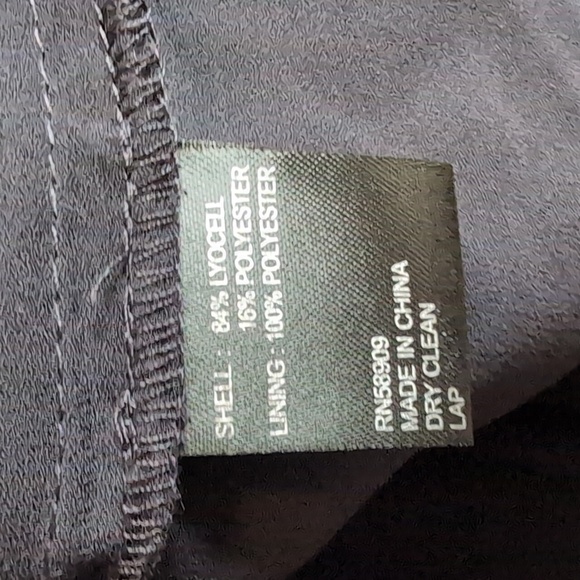 SHELL : 84% LYOCELL
16% POLYESTER
LINING : 100% POLYESTER
RN58909
MADE IN CHINA
DRY CLEAN
LAP